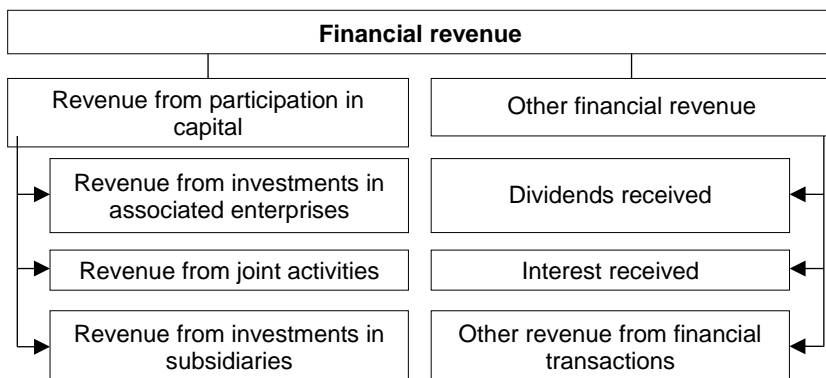 Financial revenue
Revenue from participation in
capital
Other financial revenue
Revenue from investments in
associated enterprises
Dividends received
Revenue from joint activities
Interest received
Revenue from investments in
subsidiaries
Other revenue from financial
transactions